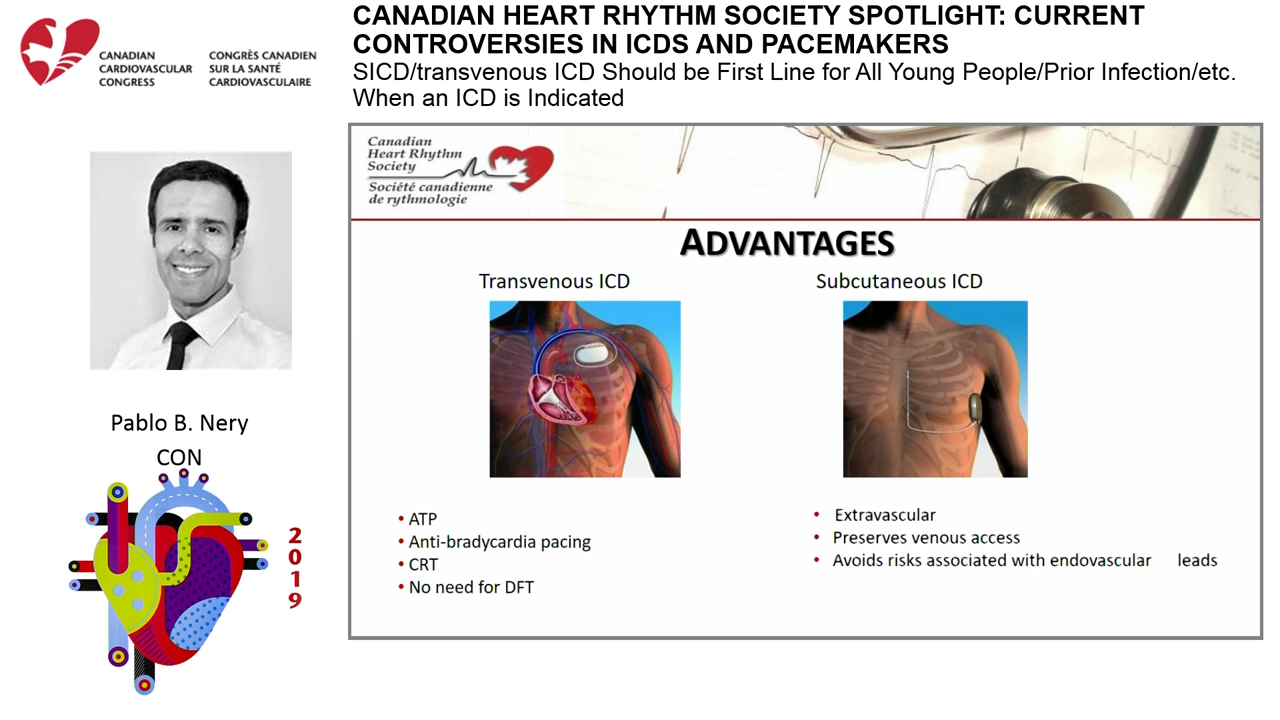 CANADIAN HEART RHYTHM SOCIETY SPOTLIGHT: CURRENT
CONTROVERSIES IN ICDS AND PACEMAKERS
SICD/transvenous ICD Should be First Line for All Young People/Prior Infection/etc.
When an ICD is Indicated
CANADIAN
CARDIOVASCULAR
CONGRESS
CONGRÈS CANADIEN
SUR LA SANTÉ
CARDIOVASCULAIRE
Pablo B. Nery
CON
2
0
1
9
Canadian
Heart Rhythm
Society
Société canadienne
de rythmologie
ADVANTAGES
Transvenous ICD
• ATP
• Anti-bradycardia pacing
• CRT
• No need for DFT
Subcutaneous ICD
• Extravascular
• Preserves venous access
• Avoids risks associated with endovascular leads